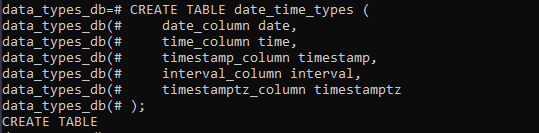 data_types_db=# CREATE TABLE date_time_types (
data_types_db(#     date_column date,
data_types_db(#     time_column time,
data_types_db(#     timestamp_column timestamp,
data_types_db(#     interval_column interval,
data_types_db(#     timestamptz_column timestamptz
data_types_db(# );
CREATE TABLE